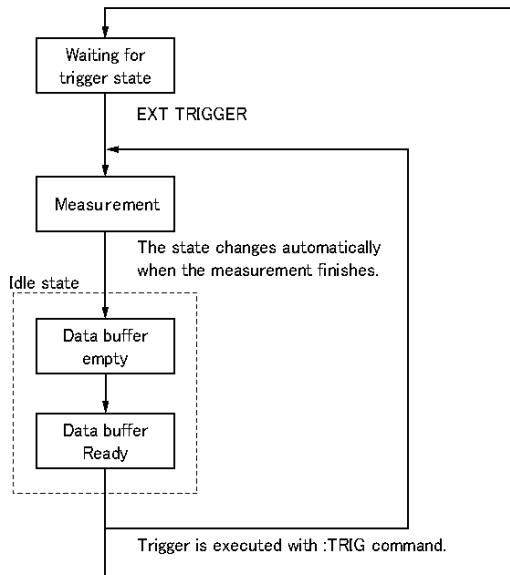 Waiting for
trigger state
EXT TRIGGER
Measurement
The state changes automatically
when the measurement finishes.
Idle state
Data buffer
empty
Data buffer
Ready
Trigger is executed with :TRIG command.